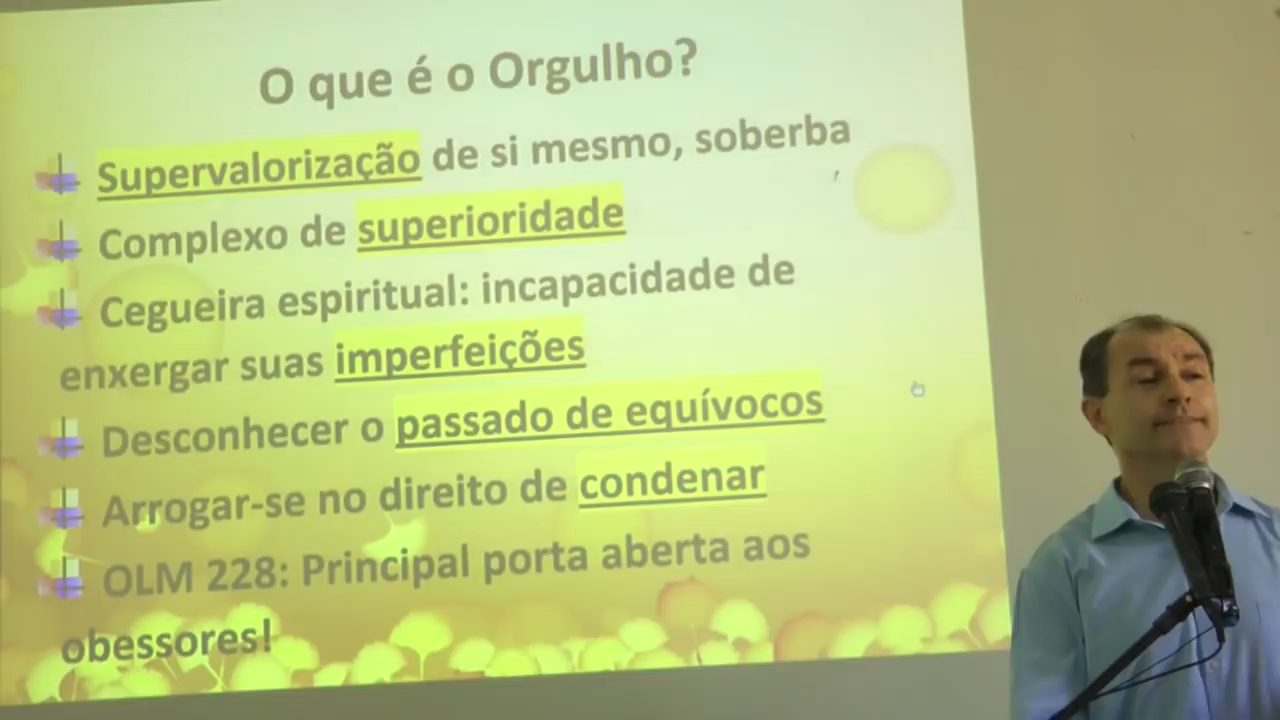 O que é o Orgulho?
Supervalorização de si mesmo, soberba
Complexo de superioridade
Cegueira espiritual: incapacidade de
enxergar suas imperfeições
Desconhecer o passado de equívocos
Arrogar-se no direito de condenar
OLM 228: Principal porta aberta aos
obessores!